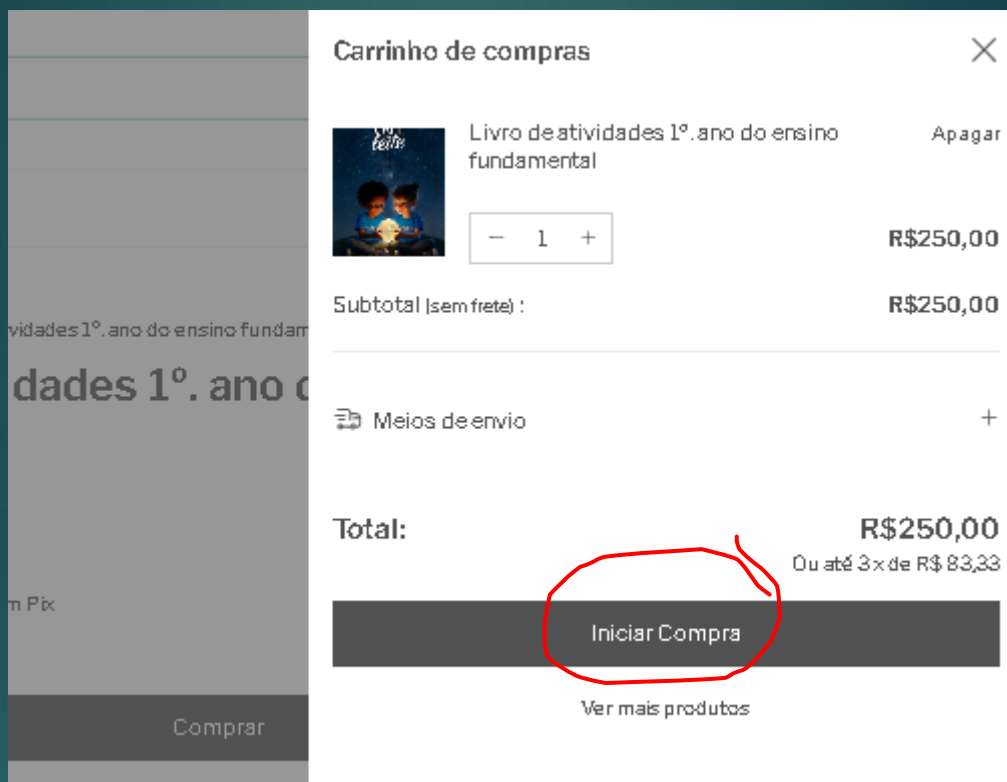 Carrinho de compras
Livro de atividades 1º. ano do ensino
fundamental
Apagar
− 1 +
R$250,00
Subtotal (sem frete) :
R$250,00
vidades 1º. ano do ensino fundam
dades 1º. ano
Meios de envio
+
Total:
R$250,00
Ou até 3 x de R$ 83,33
m Pix
Iniciar Compra
Ver mais produtos
Comprar